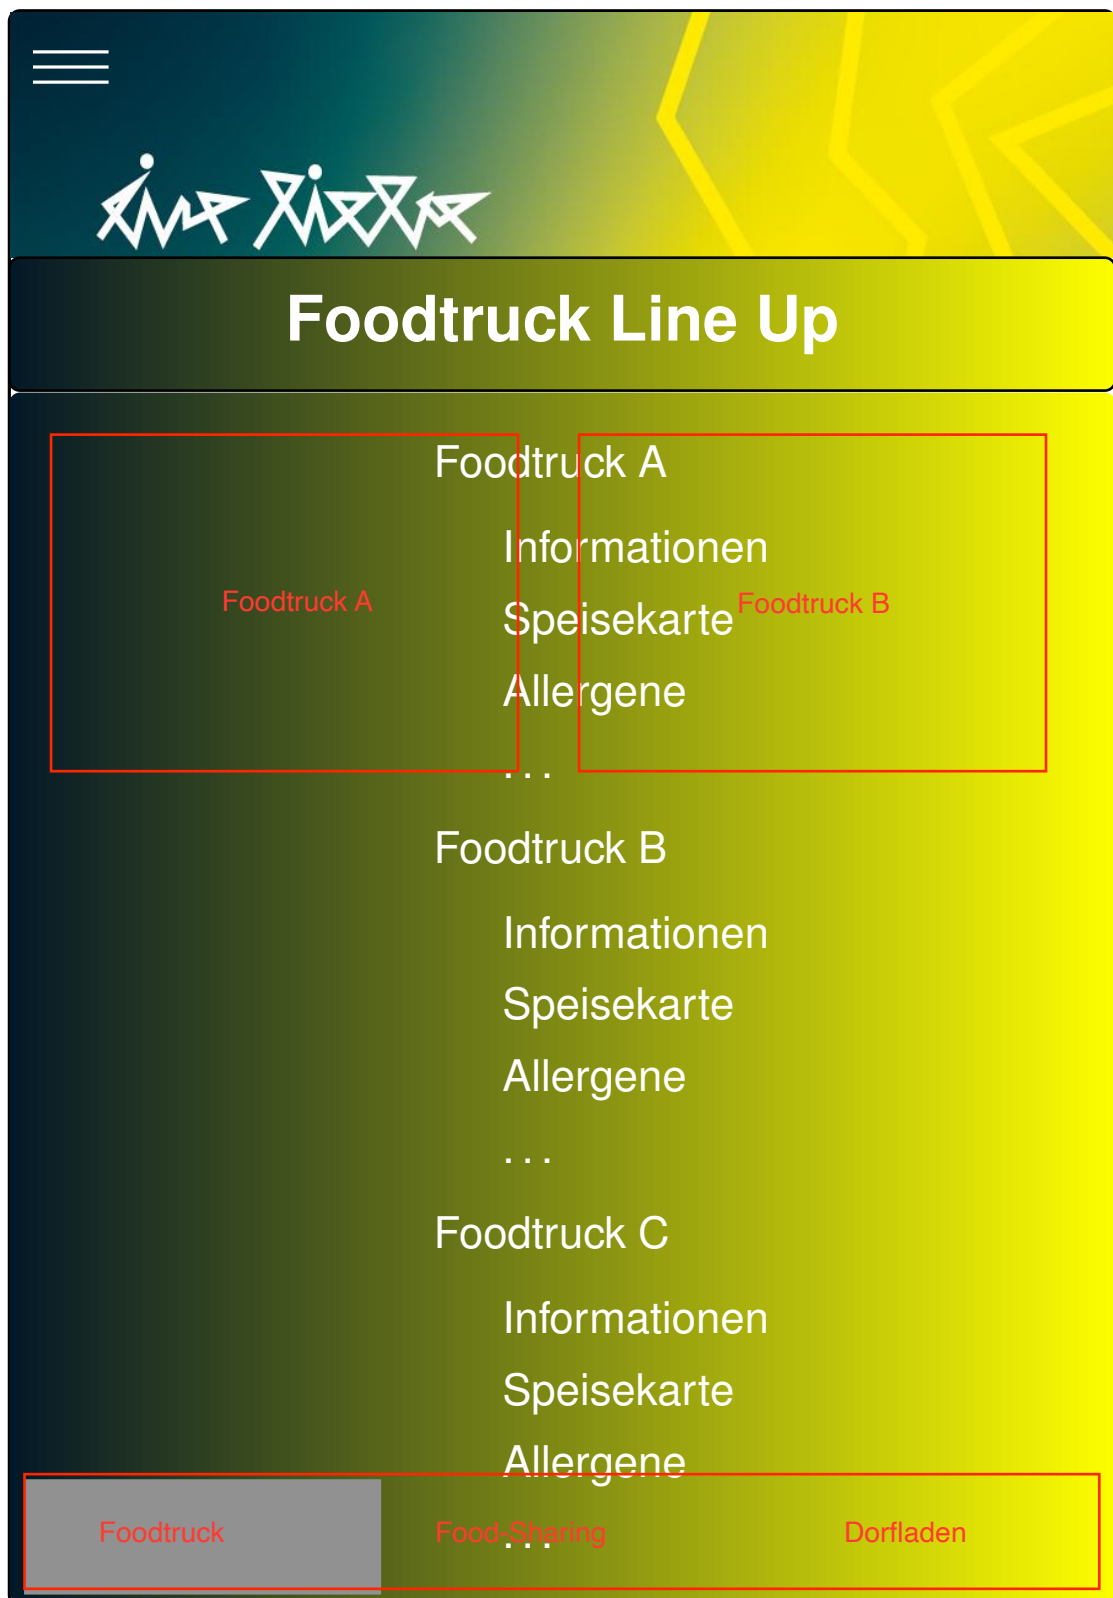 Foodtruck Line Up
Foodtruck A
Informationen
Foodtruck A
Foodtruck B
Speisekarte
Allergene
. . .
Foodtruck B
Informationen
Speisekarte
Allergene
. . .
Foodtruck C
Informationen
Speisekarte
Allergene
Foodtruck
Food-Sharing
Dorfladen
. . .